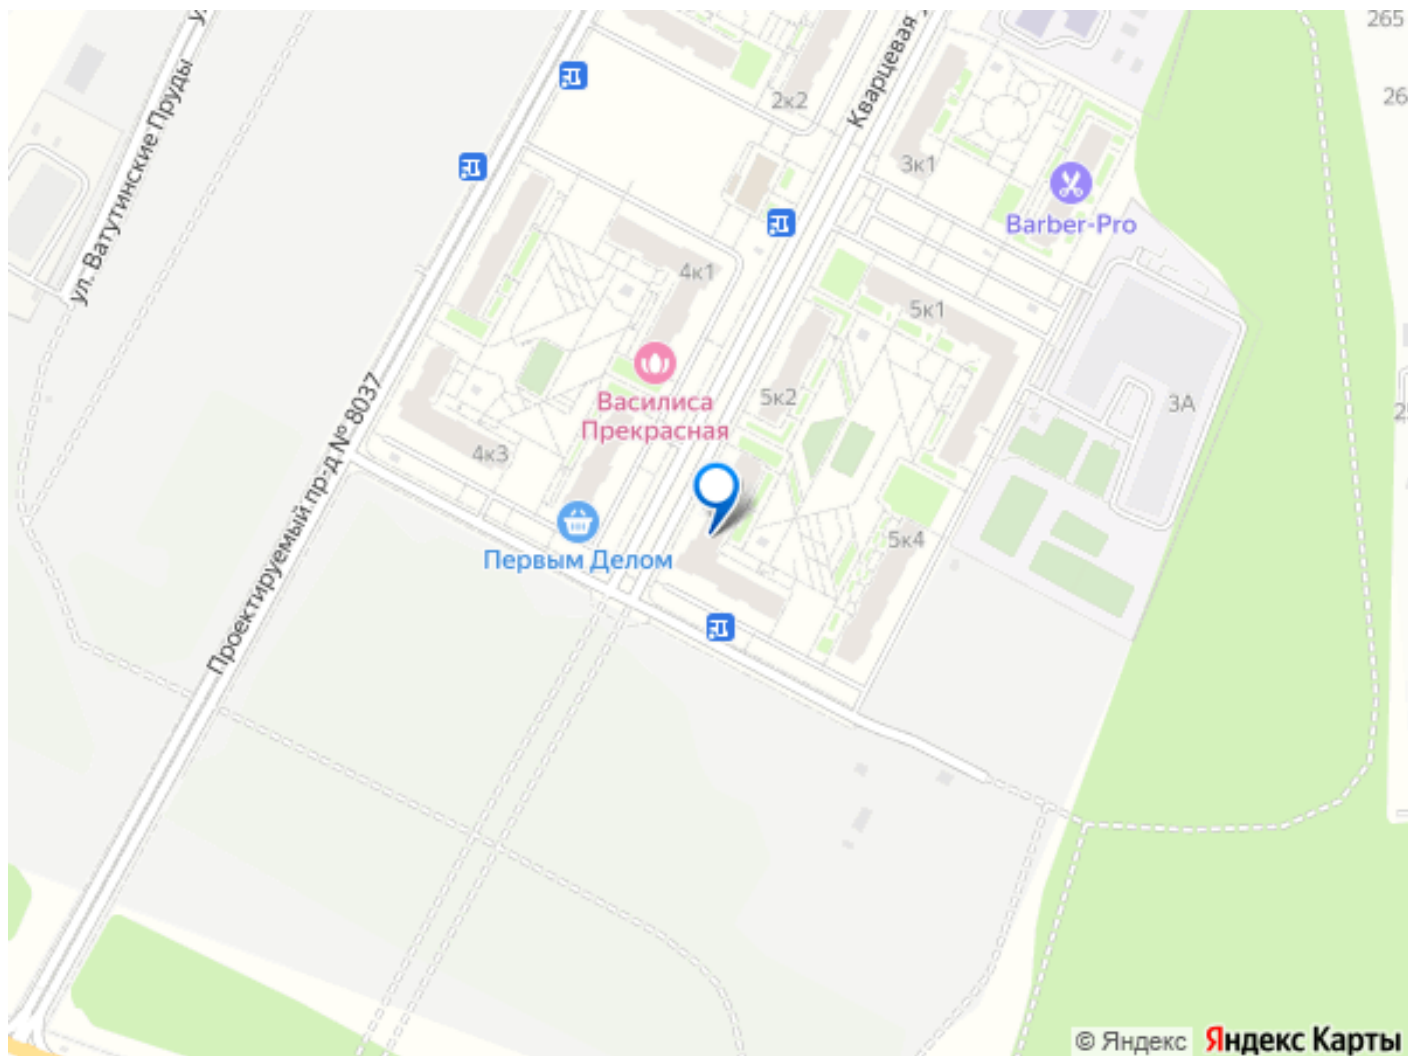 265
26
ул. Ватутинские Пруды
Кварцевая
2к2
3к1
Barber-Pro
4к1
5к1
Василиса
Прекрасная
5к2
3А
4к3
Проектируемый пр-д № 8037
Первым Делом
5к4
© Яндекс
Яндекс Карты